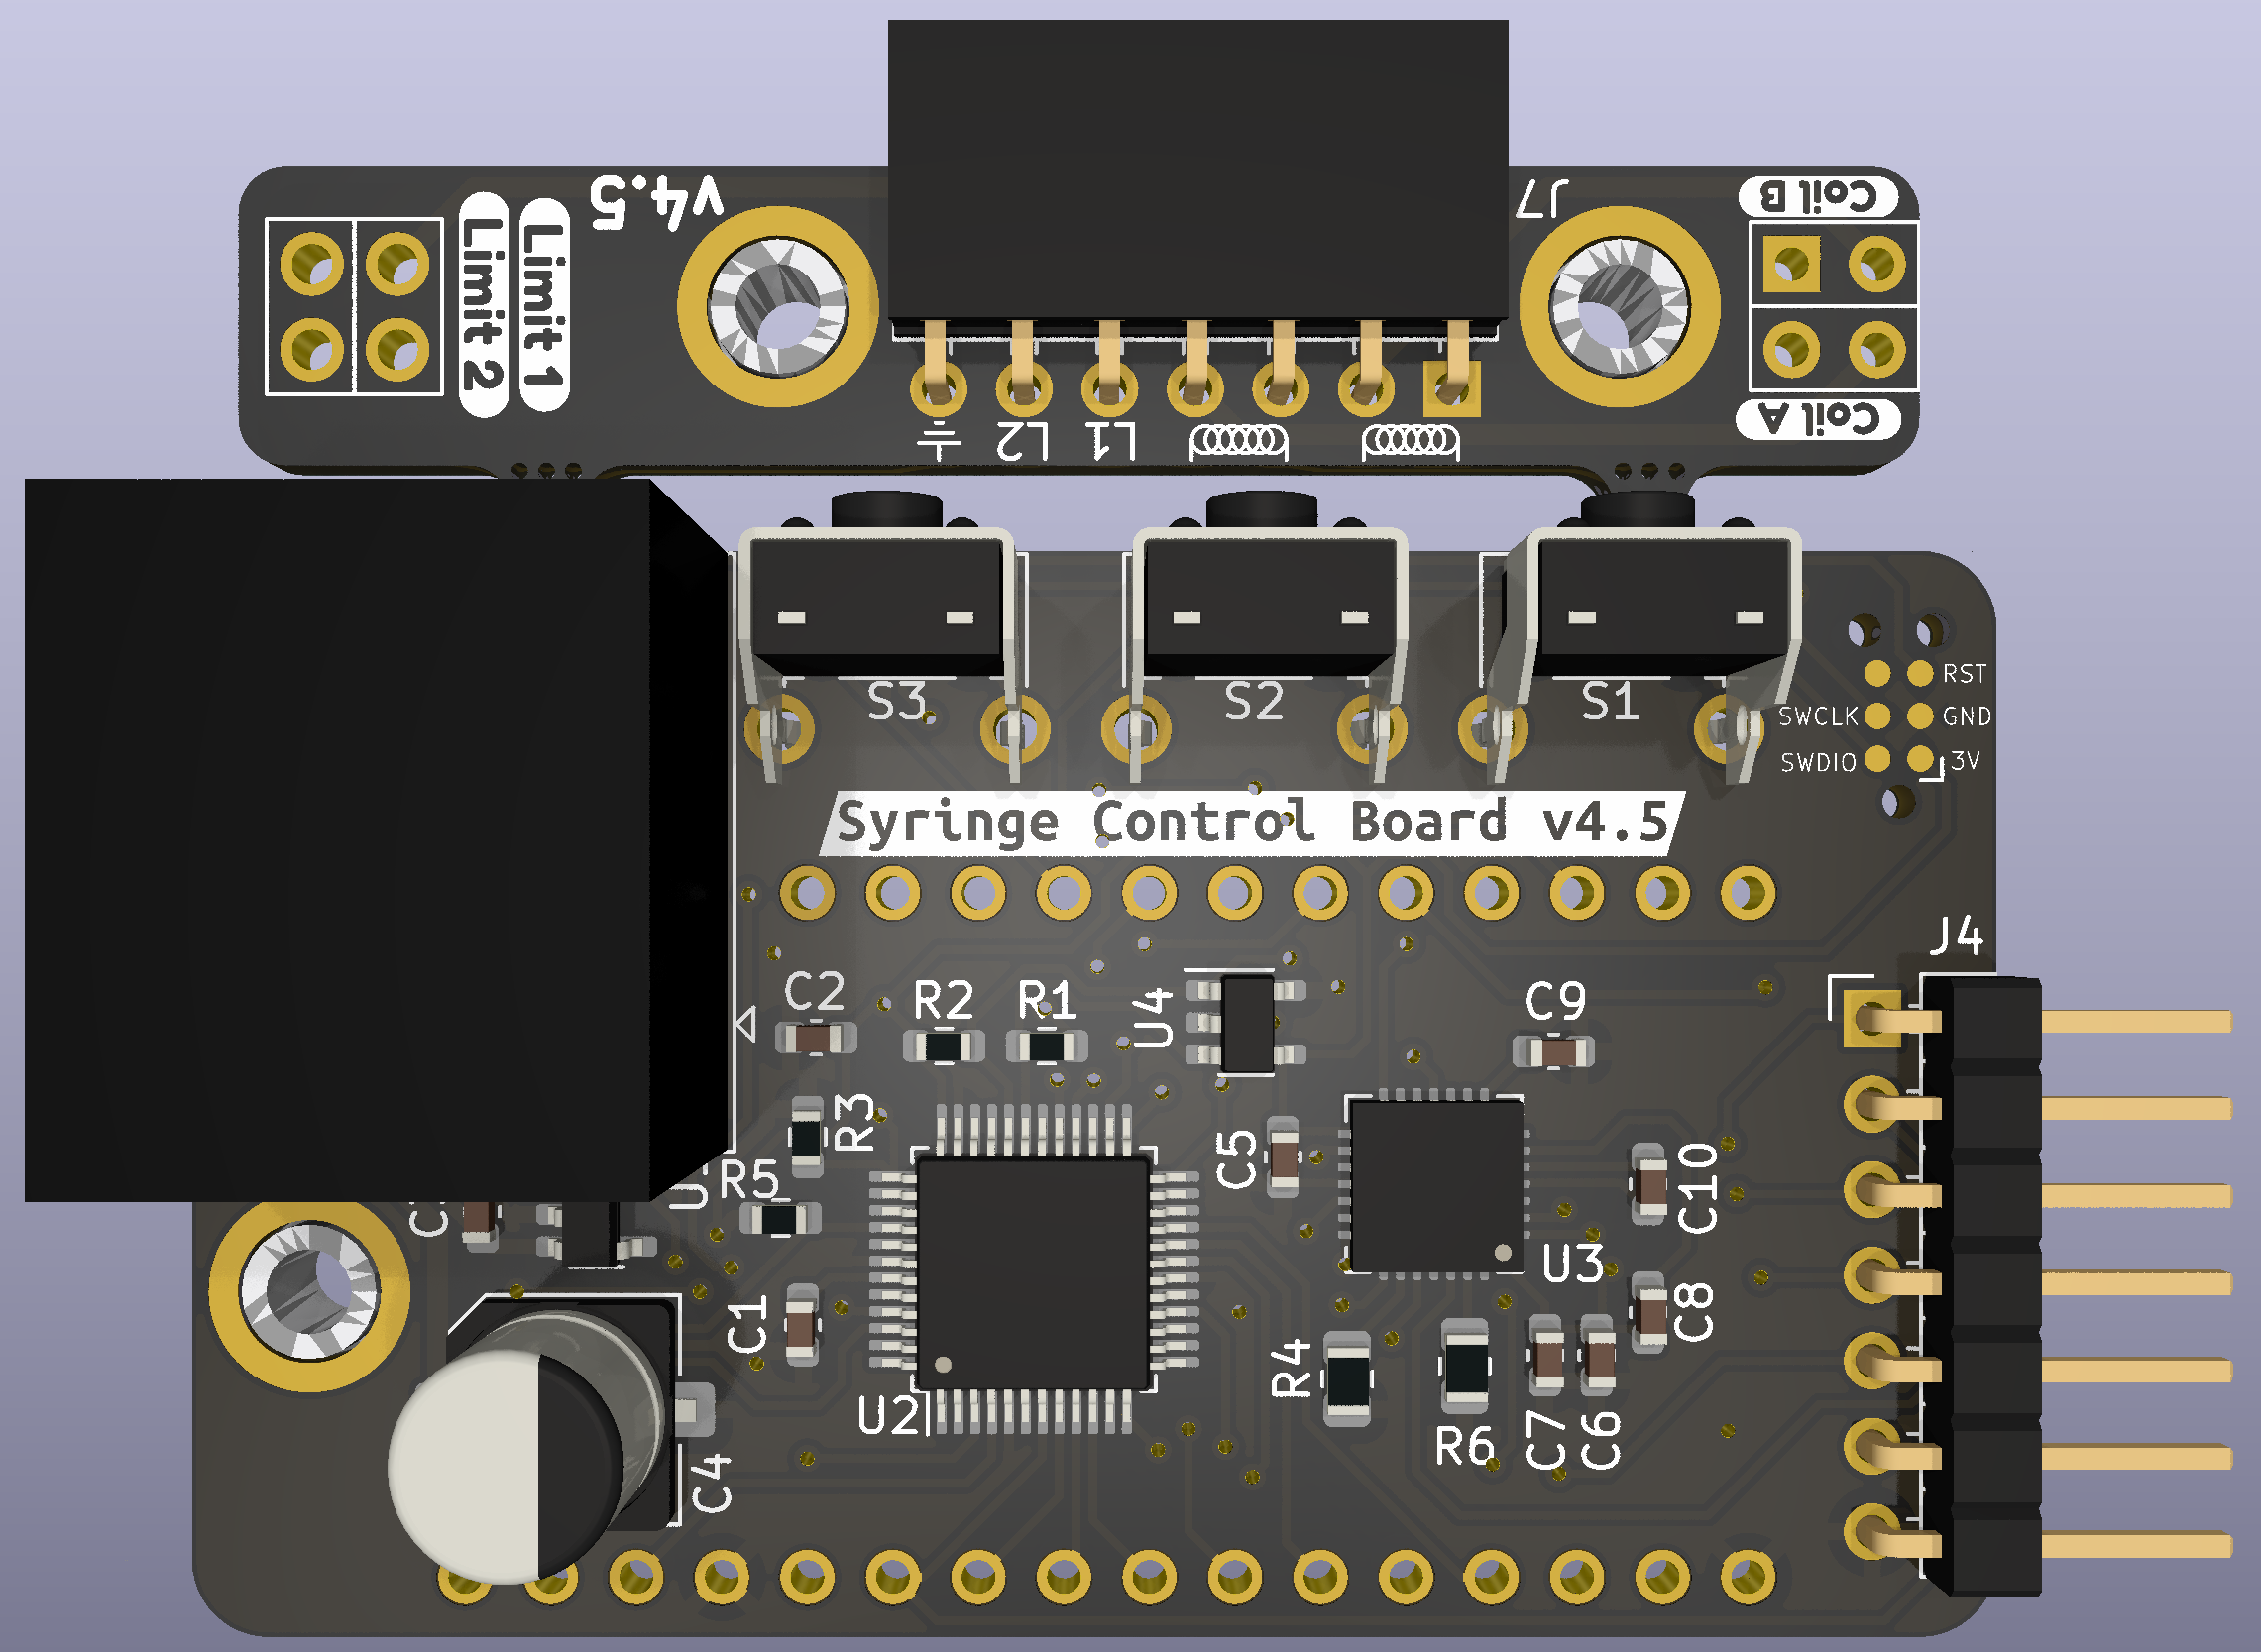 v4.5
J7
Coil B
Limit 2
Limit 1
Coil A
L2
L1
S3
S2
S1
RST
SWCLK
GND
SWDIO
3V
Syringe Control Board v4.5
J4
C2
R2
R1
U4
C9
R3
C5
R5
C10
U3
C1
C8
R4
U2
R6
C7
C6
C4